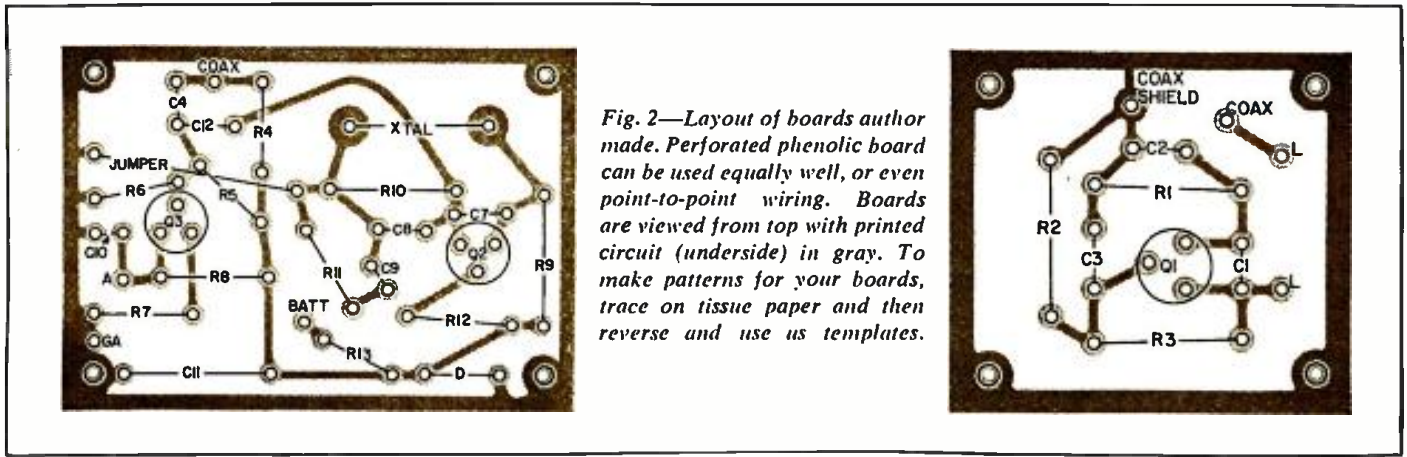 COAX
C4
C12
R4
XTAL
JUMPER
R6
R5
R10
Q3
C8
C7
Q2
C10
A
R8
R11
C9
R9
BATT
R7
R12
GA
R13
C11
D
Fig. 2—Layout of boards author
made. Perforated phenolic board
can be used equally well, or even
point-to-point wiring. Boards
are viewed from top with printed
circuit (underside) in gray. To
make patterns for your boards,
trace on tissue paper and then
reverse and use us templates.
COAX
SHIELD
COAX
C2
L
R1
R2
C3
Q1
C1
L
R3